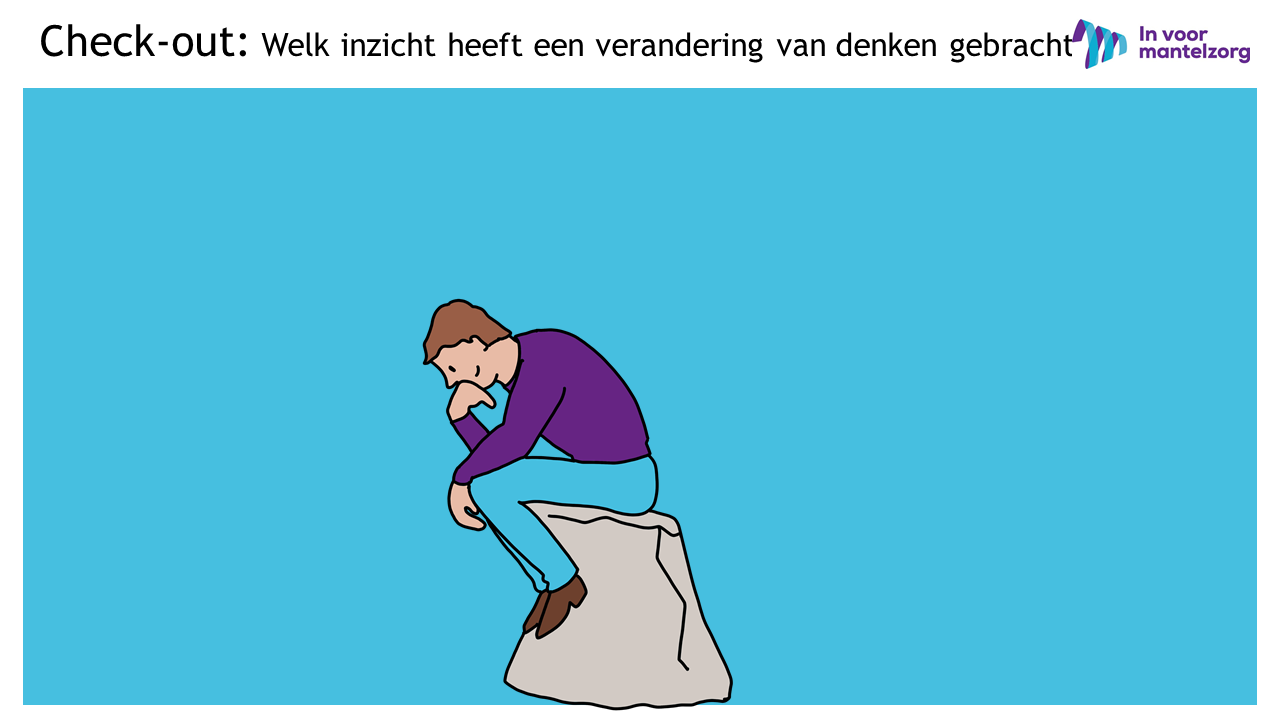 Check-out: Welk inzicht heeft een verandering van denken gebracht
In voor
mantelzorg